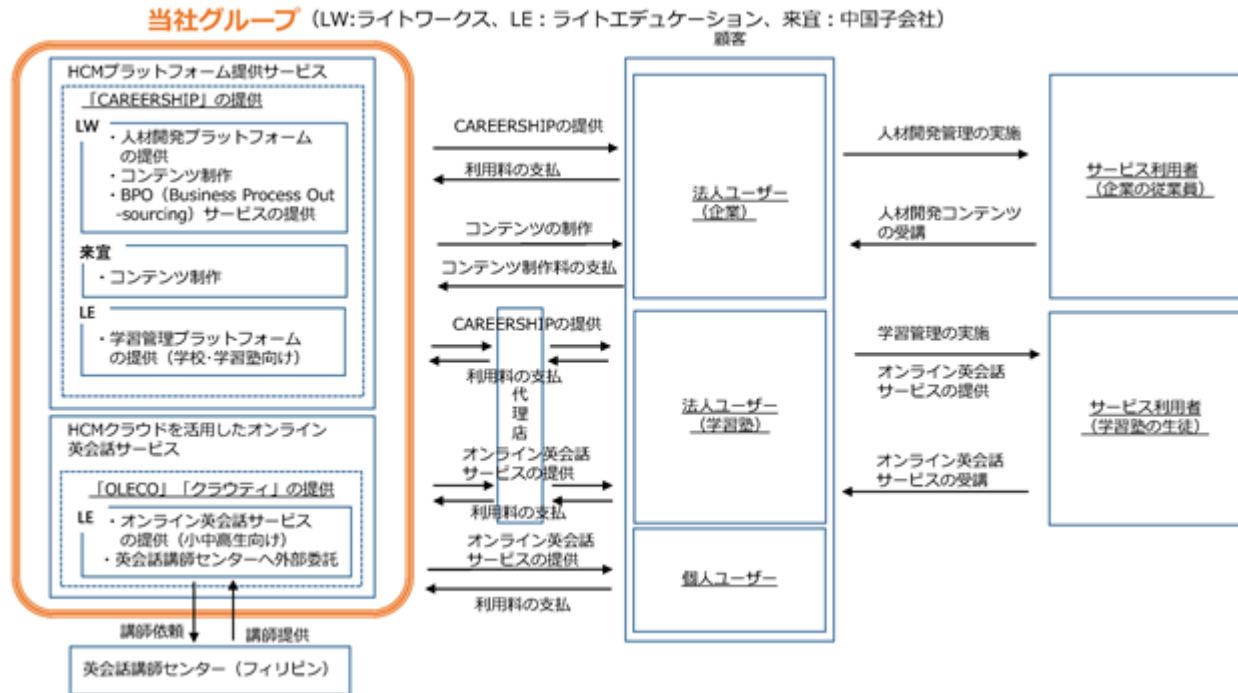 当社グループ（LW:ライトワークス、LE：ライトエデュケーション、来宜：中国子会社）
顧客
HCMプラットフォーム提供サービス
「CAREERSHIP」の提供
LW
・人材開発プラットフォーム
の提供
・コンテンツ制作
・BPO（Business Process Out
-sourcing）サービスの提供
来宜
・コンテンツ制作
LE
・学習管理プラットフォーム
の提供（学校･学習塾向け）
HCMクラウドを活用したオンライン
英会話サービス
「OLECO」「クラウティ」の提供
LE
・オンライン英会話サービス
の提供（小中高生向け）
・英会話講師センターへ外部委託
講師依頼
講師提供
英会話講師センター（フィリピン）
CAREERSHIPの提供
利用料の支払
コンテンツの制作
コンテンツ制作料の支払
CAREERSHIPの提供
利用料の支払
代
理
店
オンライン英会話
サービスの提供
利用料の支払
オンライン英会話
サービスの提供
利用料の支払
法人ユーザー
（企業）
法人ユーザー
（学習塾）
個人ユーザー
人材開発管理の実施
人材開発コンテンツ
の受講
学習管理の実施
オンライン英会話
サービスの提供
オンライン英会話
サービスの受講
サービス利用者
（企業の従業員）
サービス利用者
（学習塾の生徒）